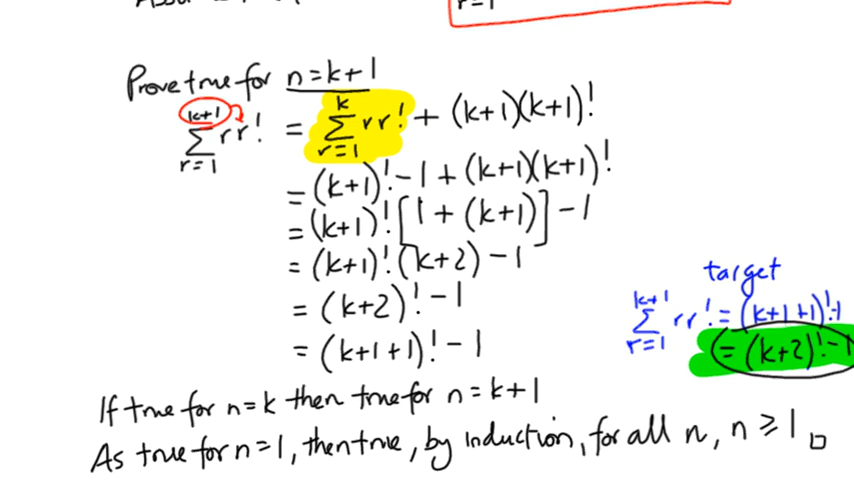 r=1
Prove true for n=k+1
k+1 ∑ r=1 rr! = k ∑ r=1 rr! + (k+1)(k+1)!
= (k+1)! - 1 + (k+1)(k+1)!
= (k+1)! [1 + (k+1)] - 1
= (k+1)! (k+2) - 1
= (k+2)! - 1
= (k+1+1)! - 1
target
k+1 ∑ r=1 rr! = (k+1+1)! -1
= (k+2)! - 1
If true for n=k then true for n=k+1
As true for n=1, then true, by induction, for all n, n ≥ 1 □